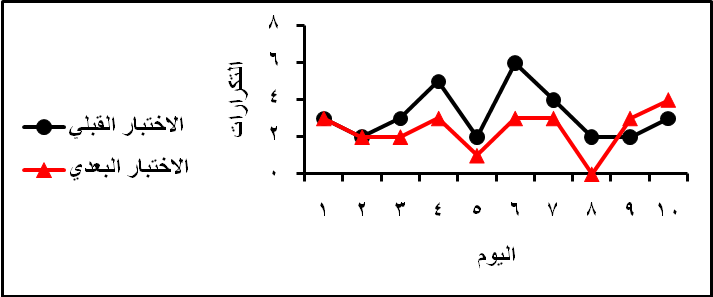 ٨
٦
٤
٢
٠
التكرارات
١ ٢ ٣ ٤ ٥ ٦ ٧ ٨ ٩ ١٠
اليوم
الاختبار القبلي
الاختبار البعدي